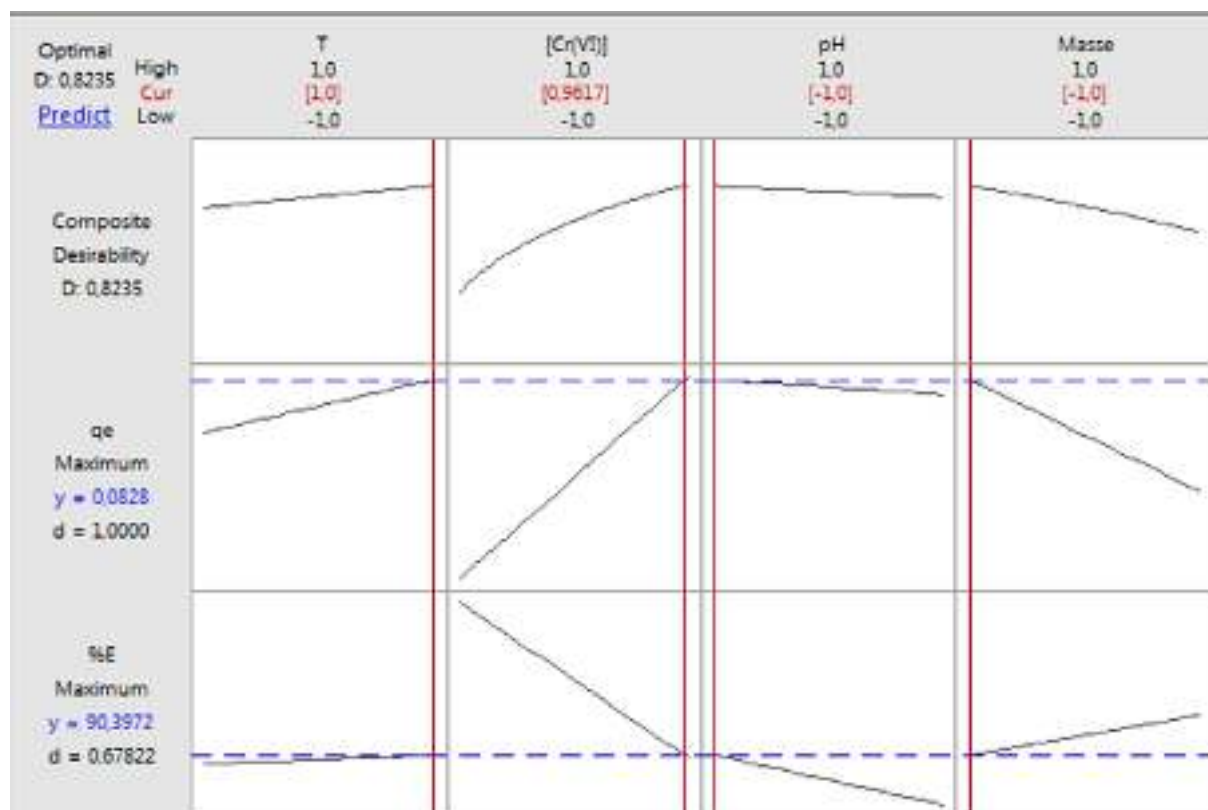 Optimal
D: 0,8235
Predict
High
Cur
Low
T
1,0
[1,0]
-1,0
[Cr(VI)]
1,0
[0,9617]
-1,0
pH
1,0
[-1,0]
-1,0
Masse
1,0
[-1,0]
-1,0
Composite
Desirability
D: 0,8235
qe
Maximum
y = 0,0828
d = 1,0000
%E
Maximum
y = 90,3972
d = 0,67822